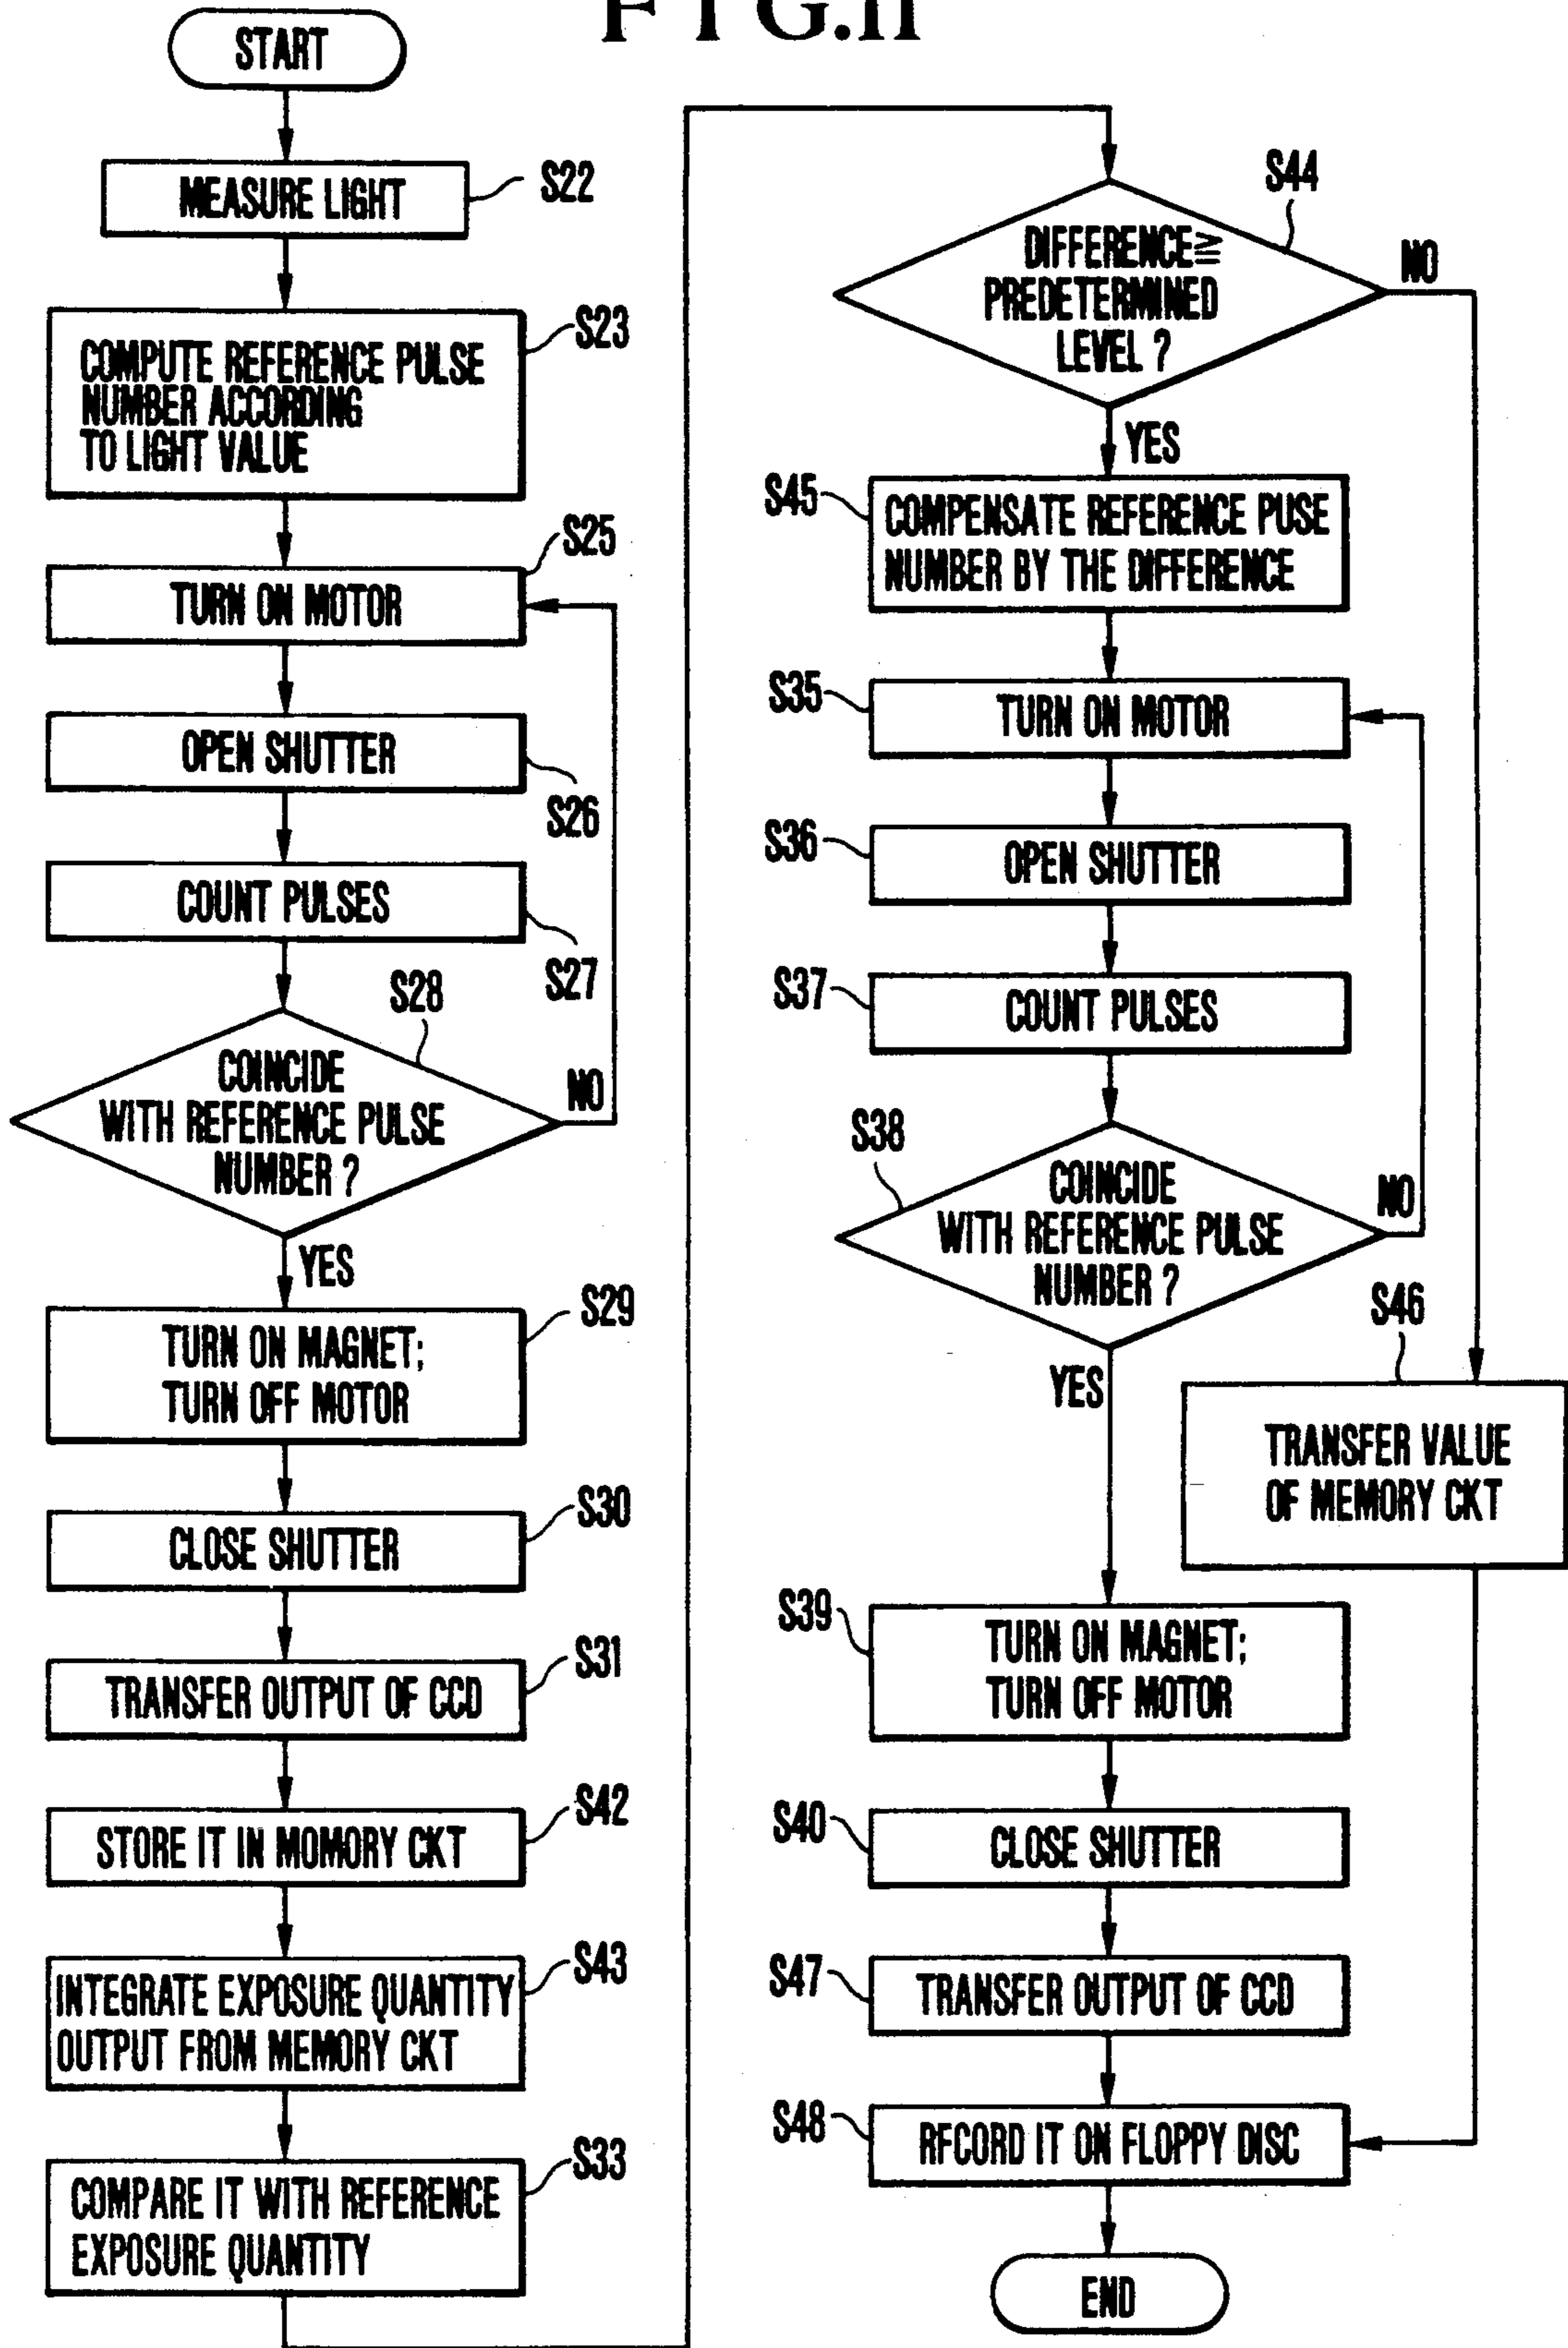 FIG.11
START
MEASURE LIGHT
S22
COMPUTE REFERENCE PULSE
NUMBER ACCORDING
TO LIGHT VALUE
S23
TURN ON MOTOR
S25
OPEN SHUTTER
S26
COUNT PULSES
S27
COINCIDE
WITH REFERENCE PULSE
NUMBER ?
S28
NO
YES
TURN ON MAGNET;
TURN OFF MOTOR
S29
CLOSE SHUTTER
S30
TRANSFER OUTPUT OF CCD
S31
STORE IT IN MOMORY CKT
S42
INTEGRATE EXPOSURE QUANTITY
OUTPUT FROM MEMORY CKT
S43
COMPARE IT WITH REFERENCE
EXPOSURE QUANTITY
S33
DIFFERENCE≧
PREDETERMINED
LEVEL ?
S44
NO
YES
S45
COMPENSATE REFERENCE PUSE
NUMBER BY THE DIFFERENCE
S35
TURN ON MOTOR
S36
OPEN SHUTTER
S37
COUNT PULSES
S38
COINCIDE
WITH REFERENCE PULSE
NUMBER ?
NO
YES
S46
TRANSFER VALUE
OF MEMORY CKT
S39
TURN ON MAGNET;
TURN OFF MOTOR
S40
CLOSE SHUTTER
S47
TRANSFER OUTPUT OF CCD
S48
RFCORD IT ON FLOPPY DISC
END